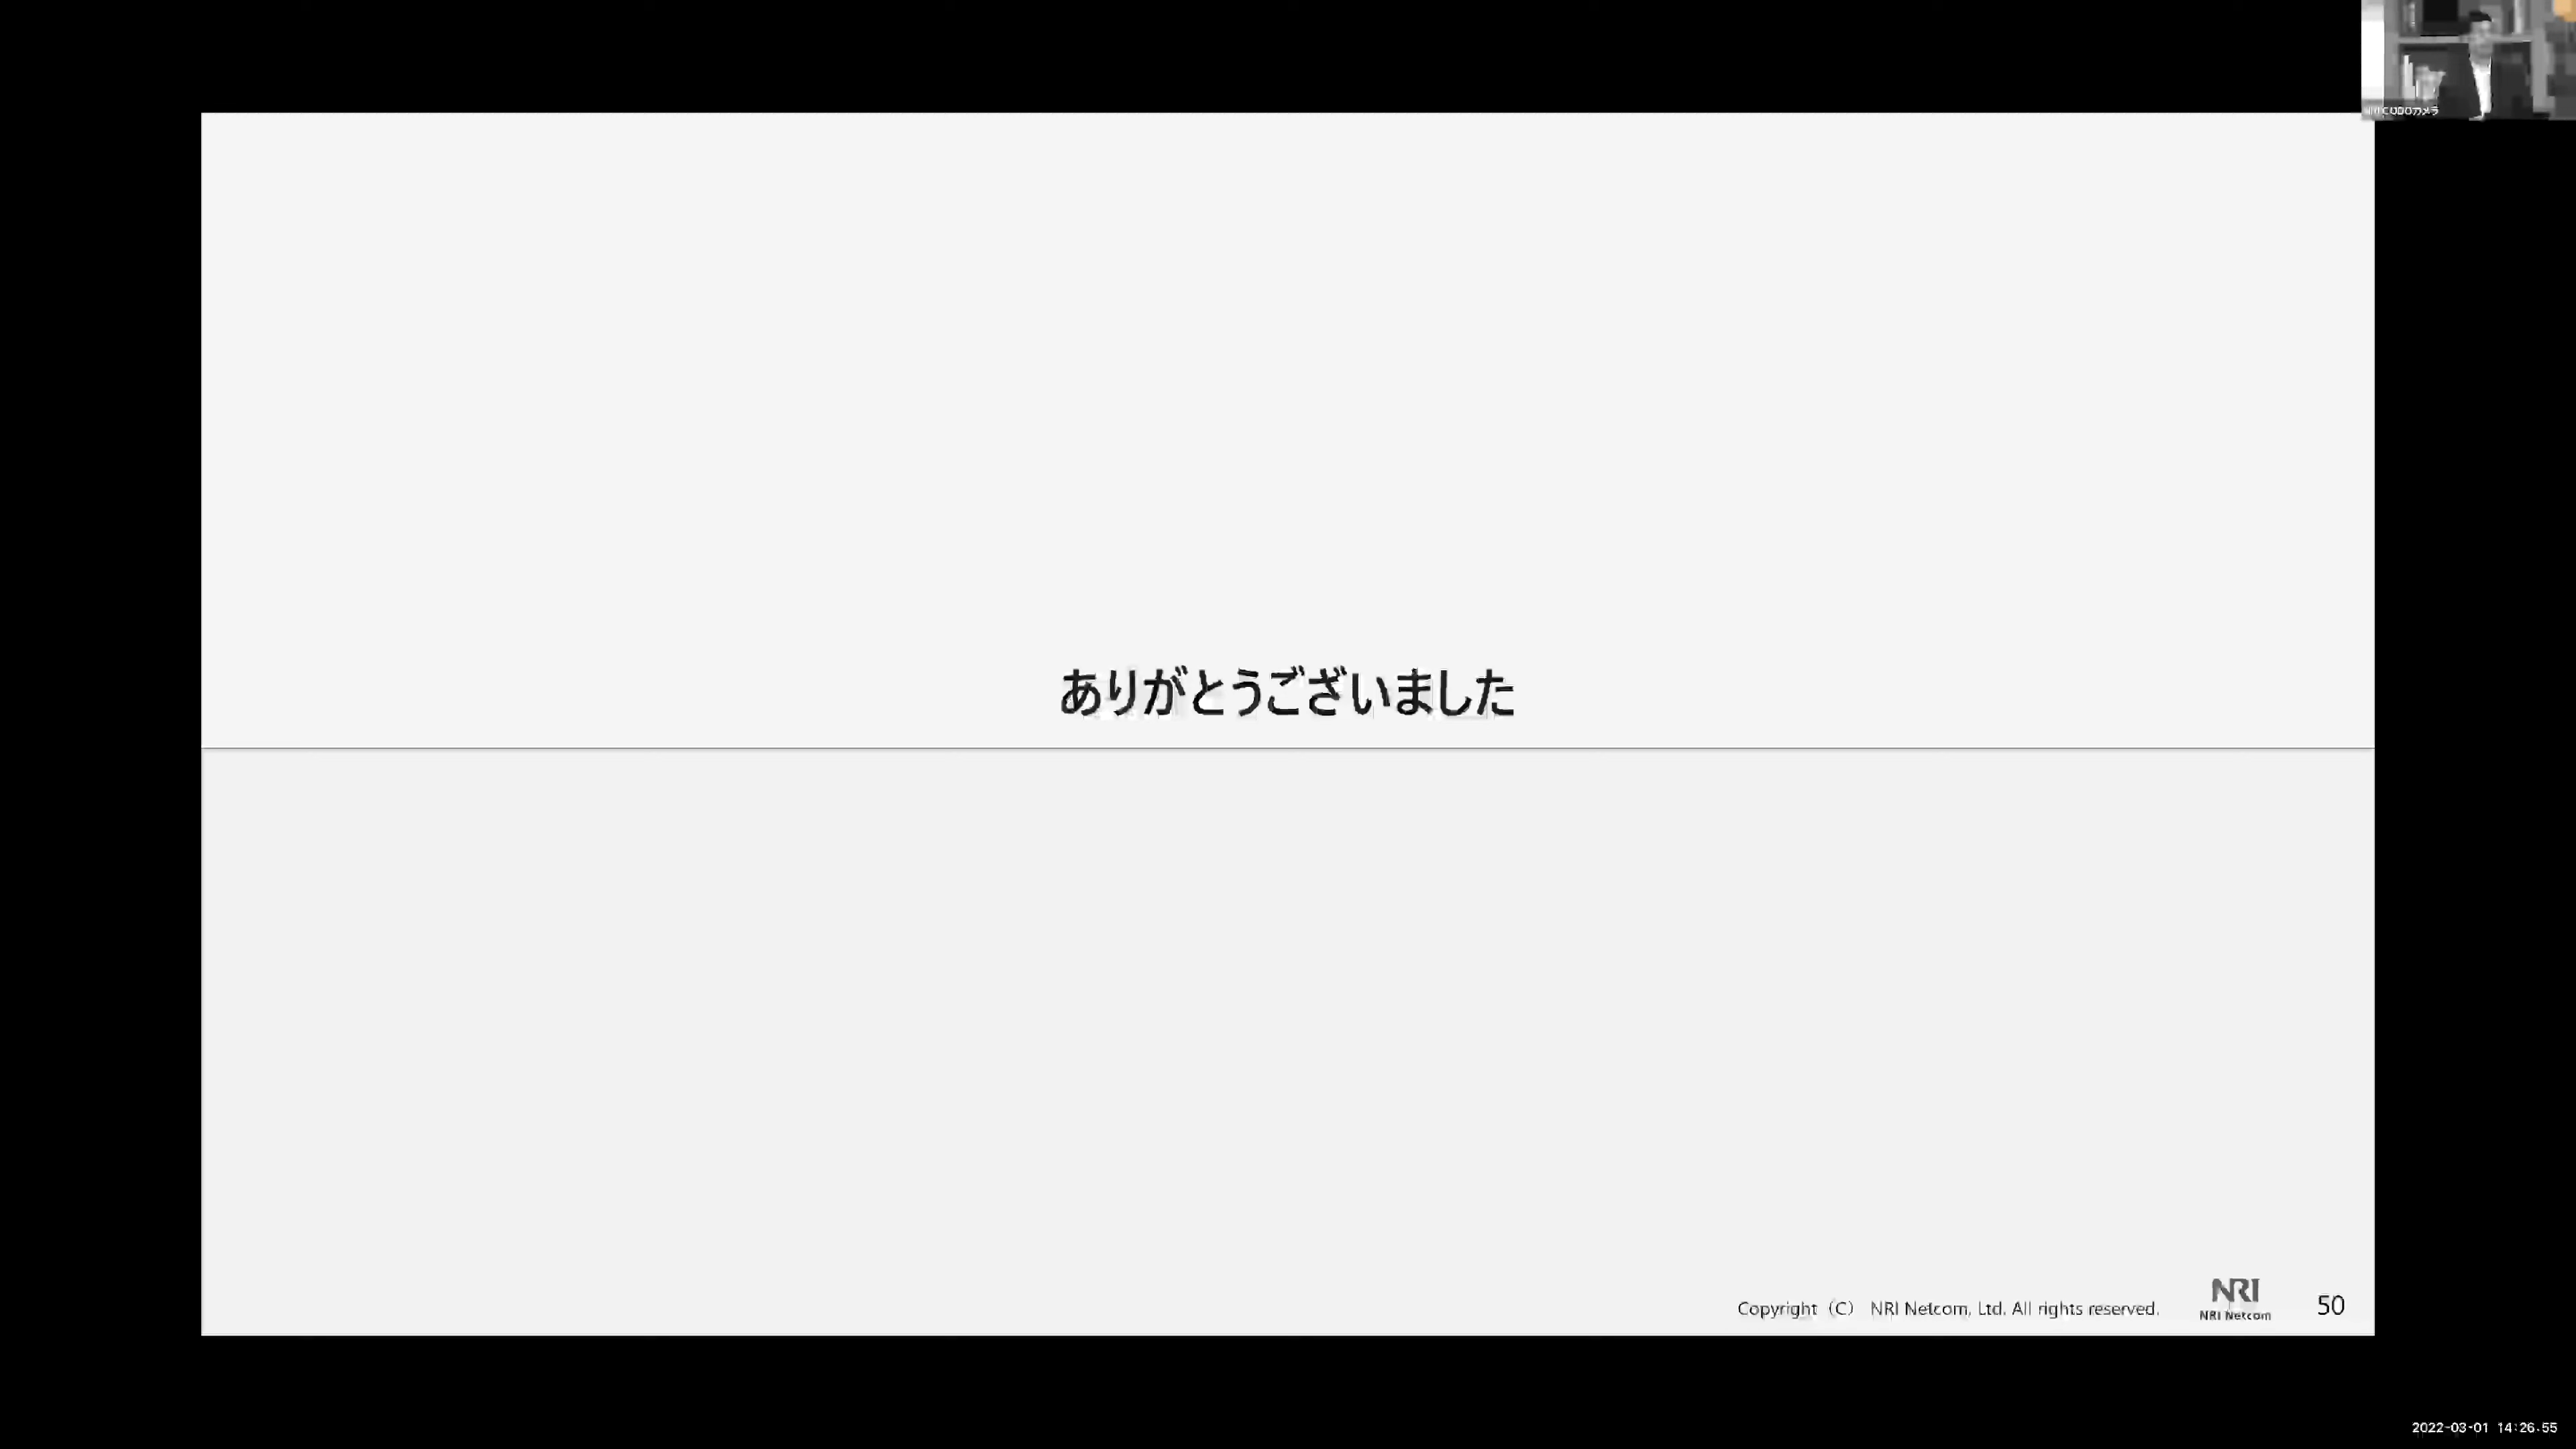 ありがとうございました
Copyright（C） NRI Netcom, Ltd. All rights reserved.
NRI
NRI Netcom
50
2022-03-01 14:26:55